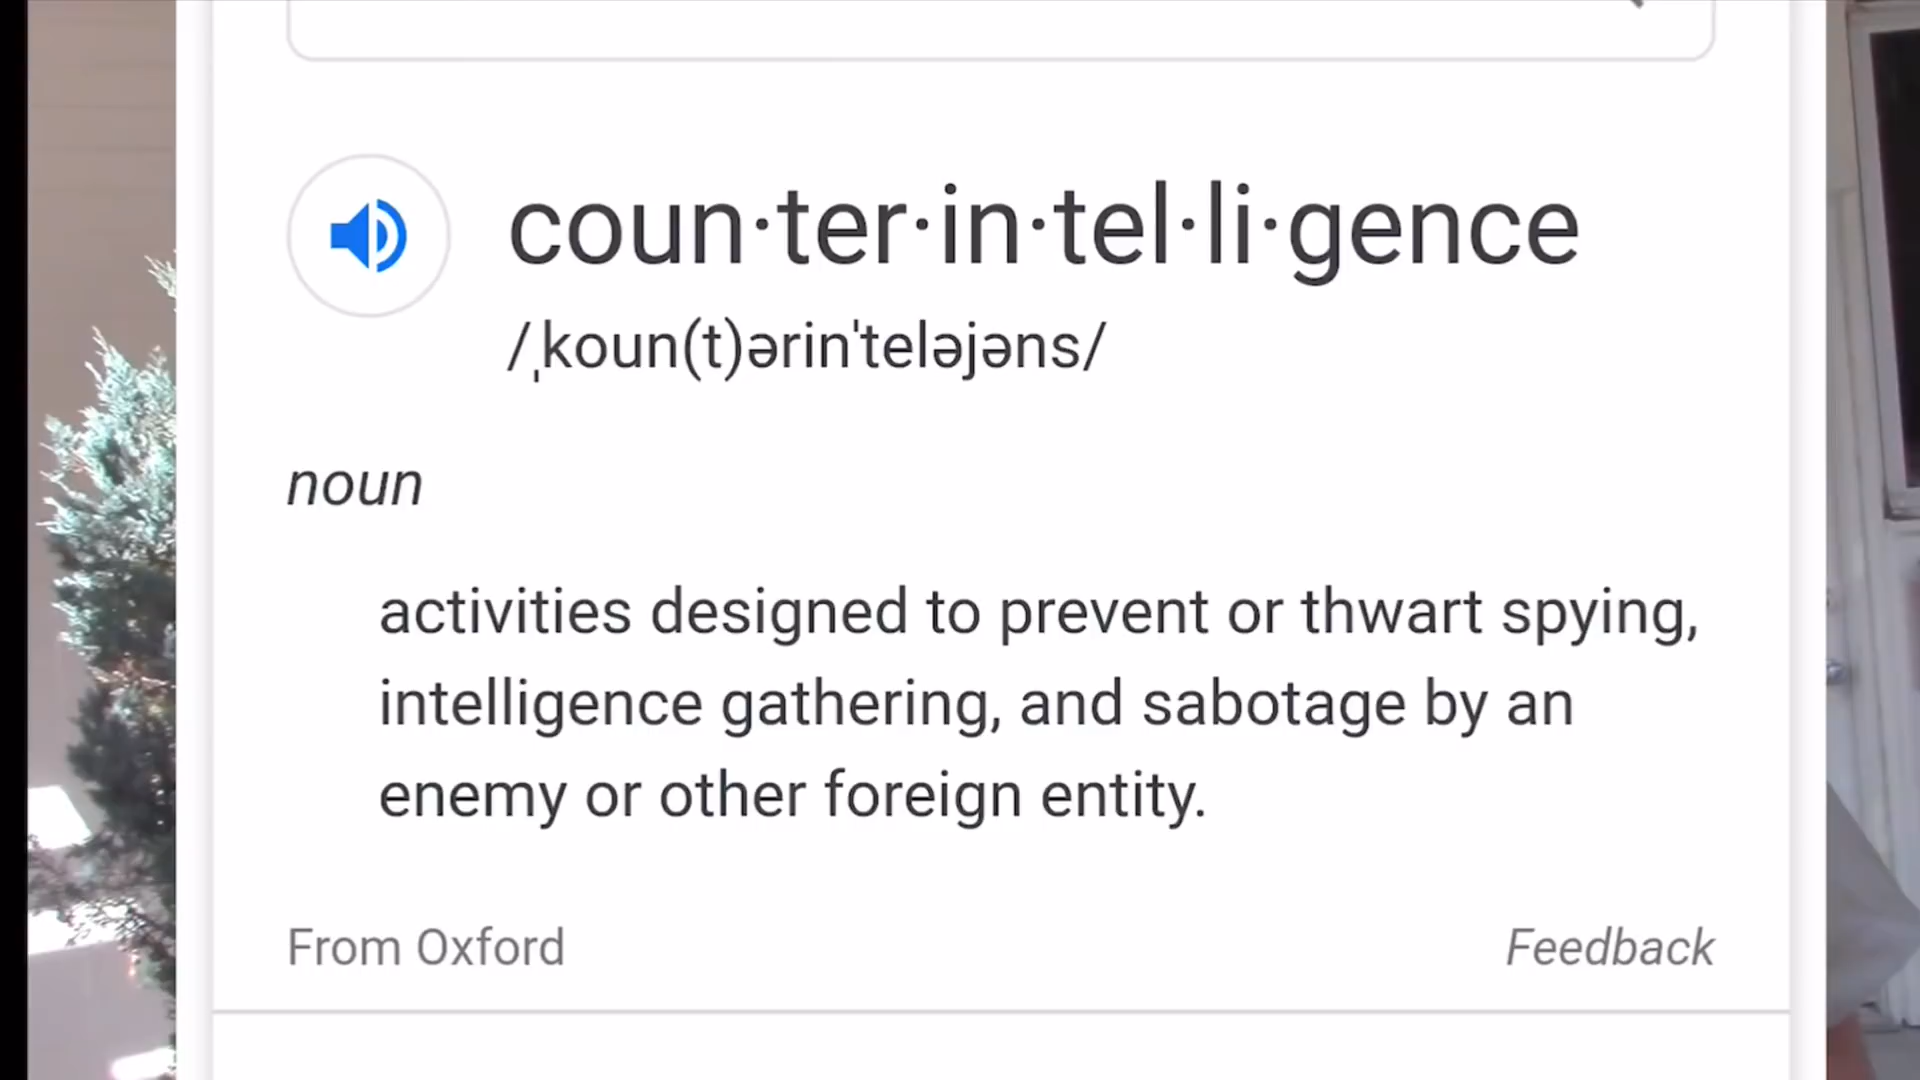 coun·ter·in·tel·li·gence
/ˌkoun(t)ərinˈteləjəns/
noun
activities designed to prevent or thwart spying,
intelligence gathering, and sabotage by an
enemy or other foreign entity.
From Oxford
Feedback